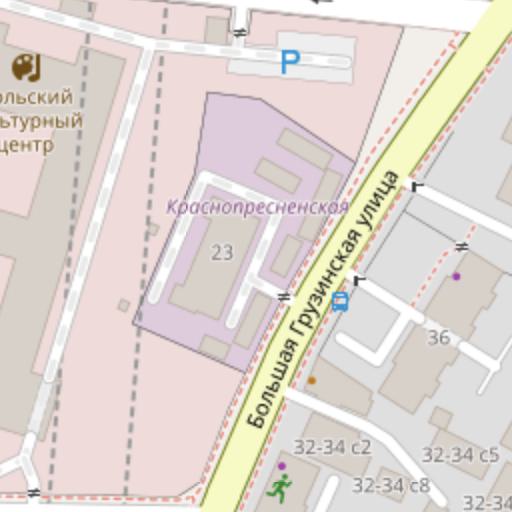 P
ольский
льтурный
центр
Краснопресненская
23
Большая Грузинская улица
36
32-34 с2
32-34 с5
32-34 с8
32-34